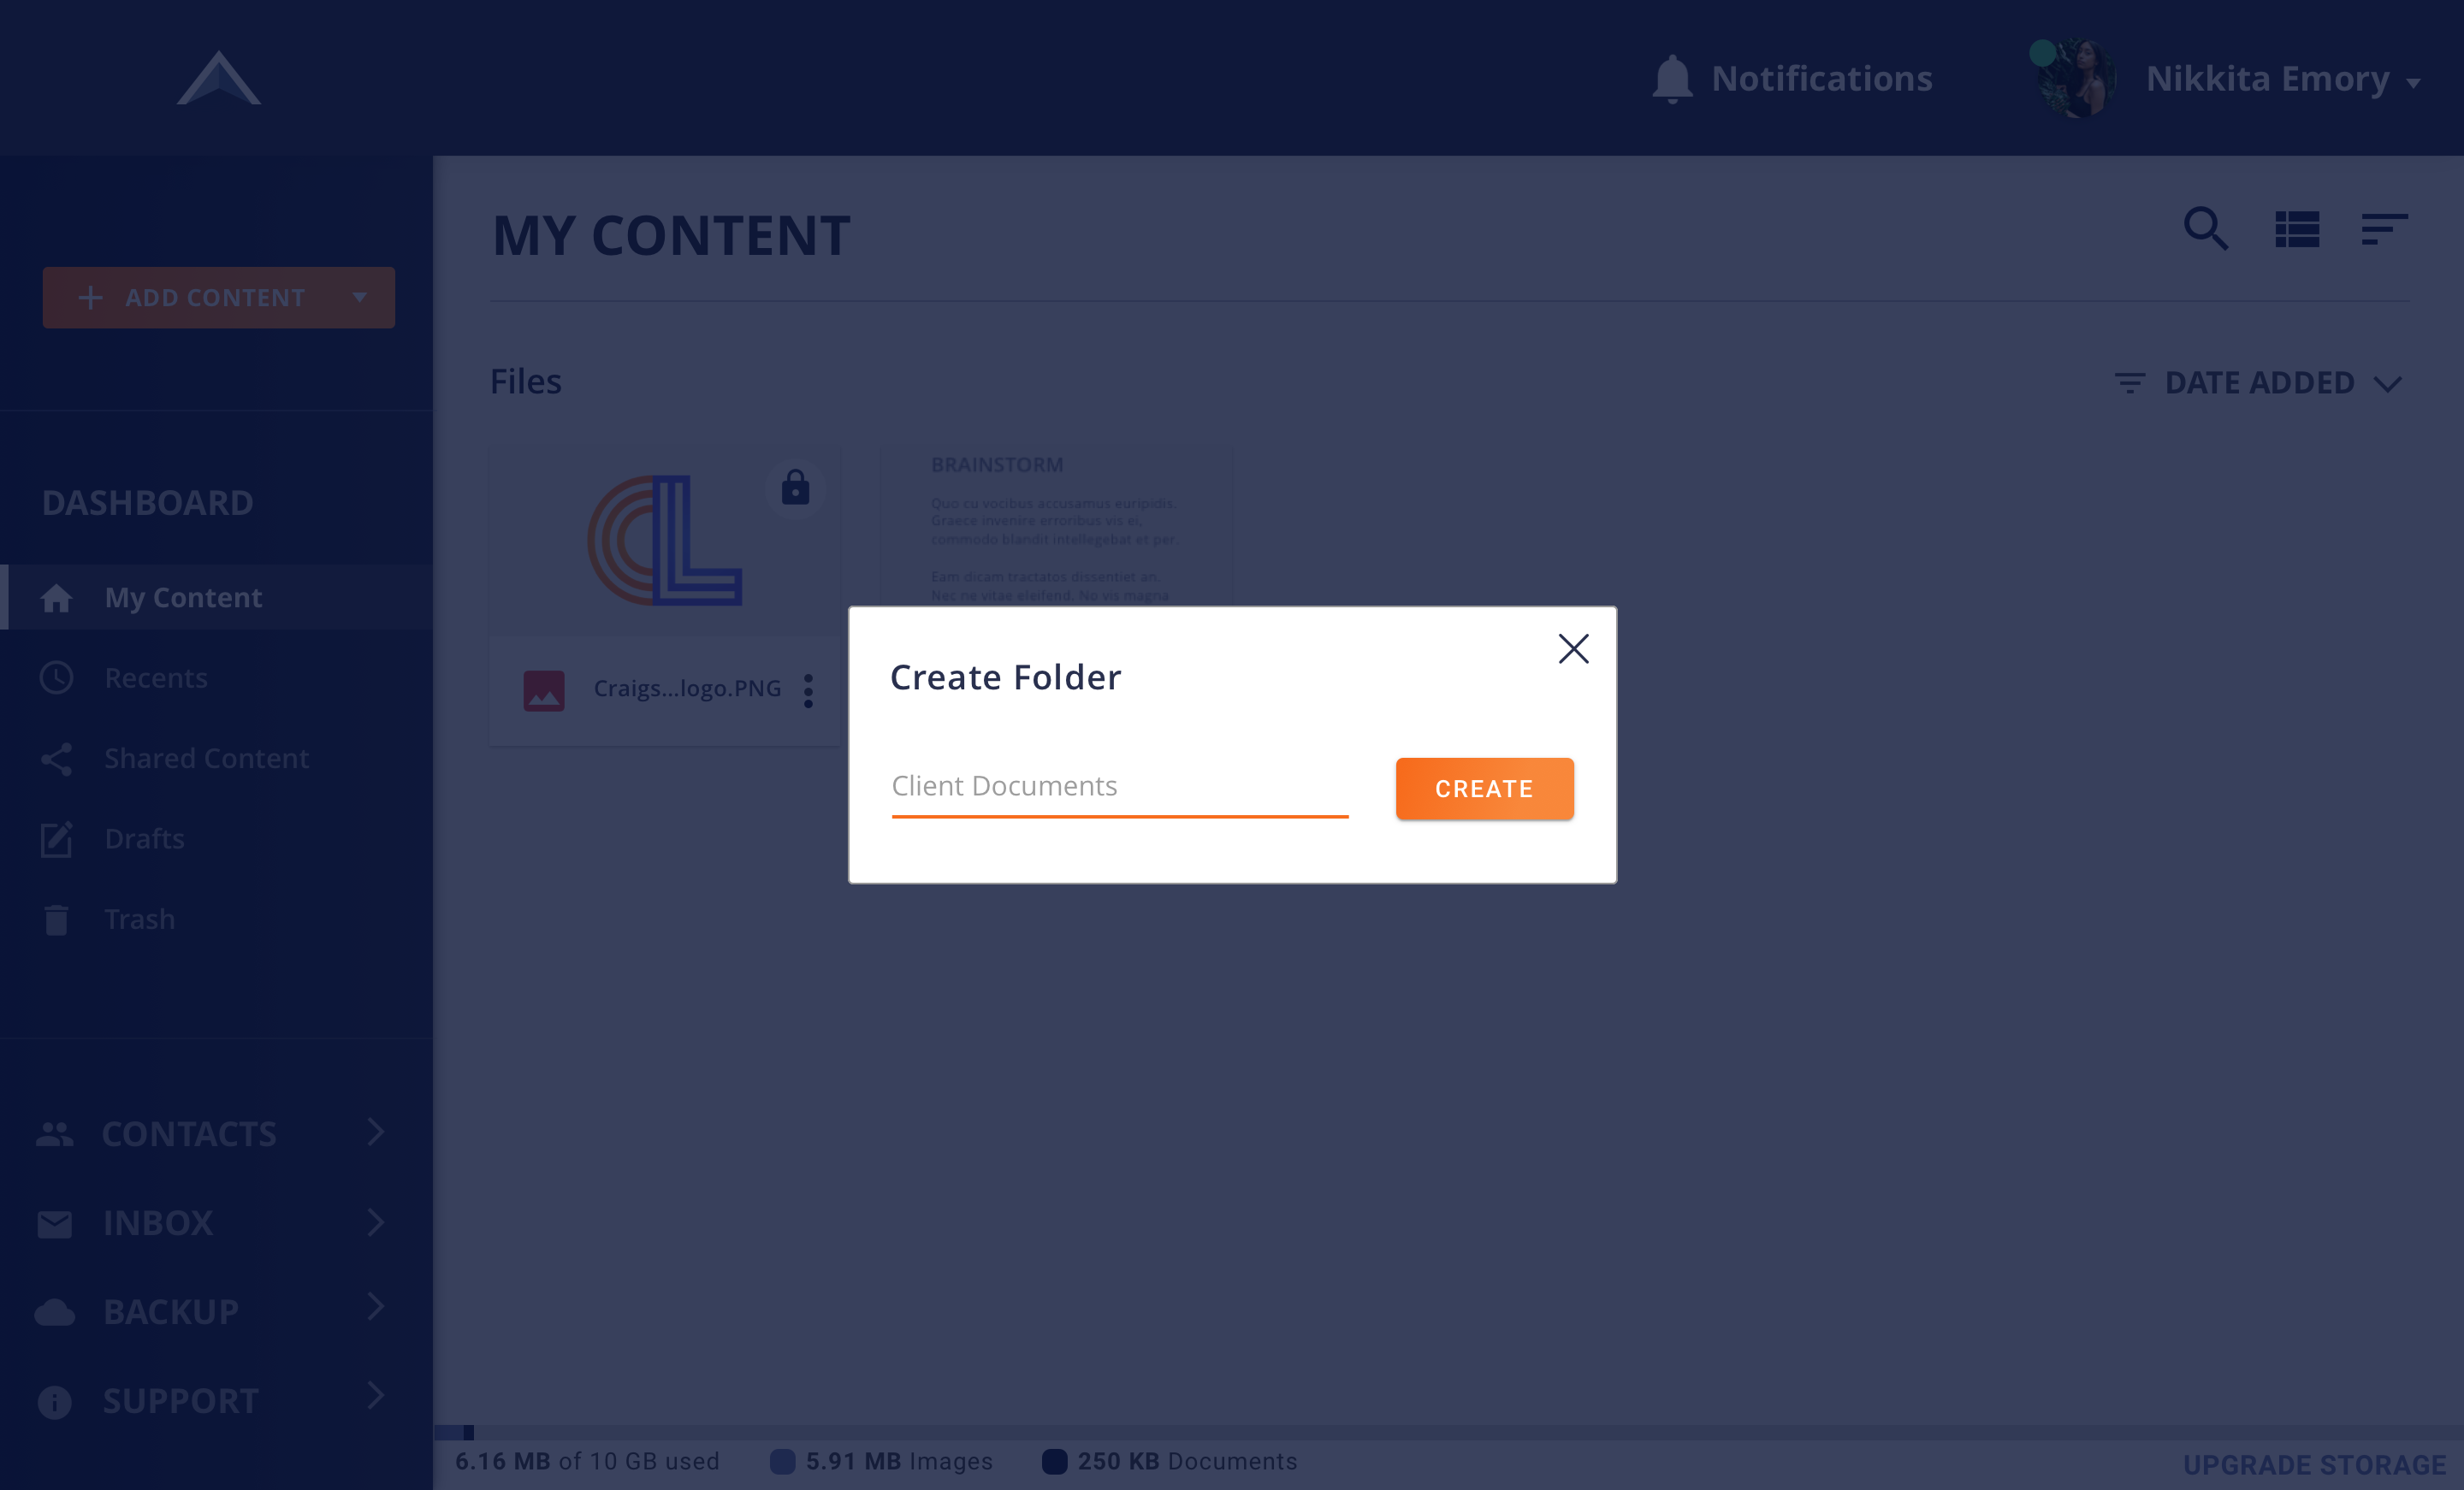 Notifications
Nikkita Emory
MY CONTENT
ADD CONTENT
Files
DATE ADDED
DASHBOARD
My Content
Recents
Shared Content
Drafts
Trash
CONTACTS
INBOX
BACKUP
SUPPORT
BRAINSTORM
Quo cu vocibus accusamus euripidis.
Graece invenire erroribus vis ei,
commodo blandit intellegebat et per.
Eam dicam tractatos dissentiet an.
Nec ne vitae eleifend. No vis magna
Craigs...logo.PNG
Create Folder
Client Documents
CREATE
6.16 MB of 10 GB used
5.91 MB Images
250 KB Documents
UPGRADE STORAGE